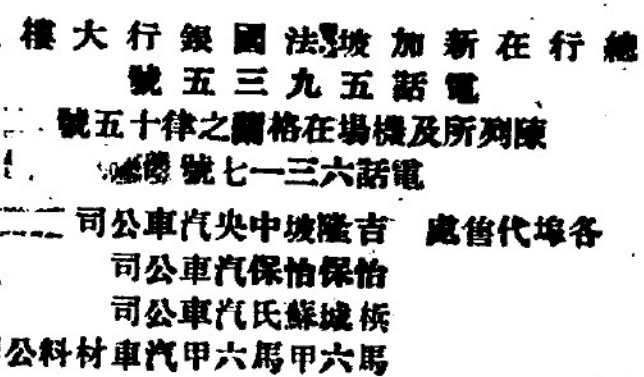 總行在新加坡法國銀行大樓
電話五九三五號
陳列所及機場在格蘭之律十五號
電話六三一七號
各埠代售處 吉隆坡中央汽車公司
怡保怡保汽車公司
梹城蘇氏汽車公司
馬六甲馬六甲汽車材料公